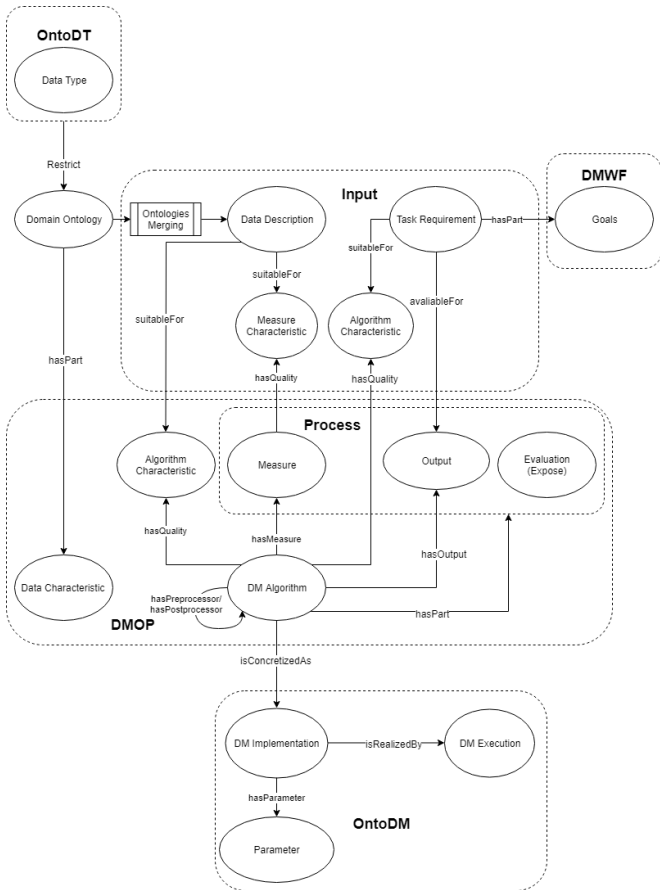 OntoDT
Data Type
Restrict
DMWF
Input
Domain Ontology
Ontologies
Merging
Data Description
Task Requirement
hasPart
Goals
suitableFor
suitableFor
avaliableFor
suitableFor
Measure
Characteristic
Algorithm
Characteristic
hasPart
hasQuality
hasQuality
Process
Algorithm
Characteristic
Measure
Output
Evaluation
(Expose)
hasQuality
hasMeasure
hasOutput
Data Characteristic
DM Algorithm
hasPreprocessor/
hasPostprocessor
hasPart
DMOP
isConcretizedAs
DM Implementation
isRealizedBy
DM Execution
hasParameter
OntoDM
Parameter